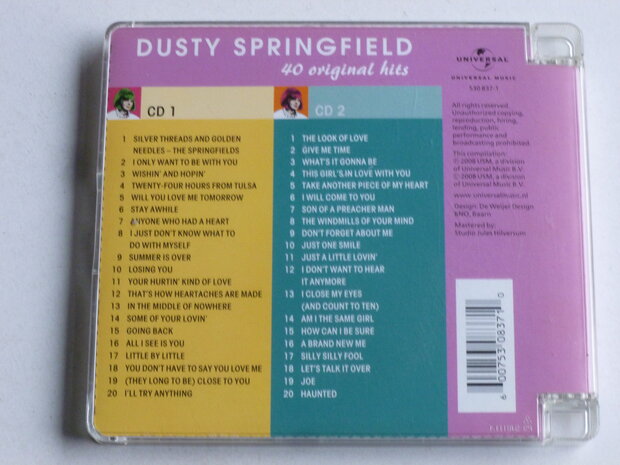 DUSTY SPRINGFIELD
40 original hits
CD 1
1 SILVER THREADS AND GOLDEN
NEEDLES – THE SPRINGFIELDS
2 I ONLY WANT TO BE WITH YOU
3 WISHIN' AND HOPIN'
4 TWENTY-FOUR HOURS FROM TULSA
5 WILL YOU LOVE ME TOMORROW
6 STAY AWHILE
7 ANYONE WHO HAD A HEART
8 I JUST DON'T KNOW WHAT TO
DO WITH MYSELF
9 SUMMER IS OVER
10 LOSING YOU
11 YOUR HURTIN' KIND OF LOVE
12 THAT'S HOW HEARTACHES ARE MADE
13 IN THE MIDDLE OF NOWHERE
14 SOME OF YOUR LOVIN'
15 GOING BACK
16 ALL I SEE IS YOU
17 LITTLE BY LITTLE
18 YOU DON'T HAVE TO SAY YOU LOVE ME
19 (THEY LONG TO BE) CLOSE TO YOU
20 I'LL TRY ANYTHING
CD 2
1 THE LOOK OF LOVE
2 GIVE ME TIME
3 WHAT'S IT GONNA BE
4 THIS GIRL'S IN LOVE WITH YOU
5 TAKE ANOTHER PIECE OF MY HEART
6 I WILL COME TO YOU
7 SON OF A PREACHER MAN
8 THE WINDMILLS OF YOUR MIND
9 DON'T FORGET ABOUT ME
10 JUST ONE SMILE
11 JUST A LITTLE LOVIN'
12 I DON'T WANT TO HEAR
IT ANYMORE
13 I CLOSE MY EYES
(AND COUNT TO TEN)
14 AM I THE SAME GIRL
15 HOW CAN I BE SURE
16 A BRAND NEW ME
17 SILLY SILLY FOOL
18 LET'S TALK IT OVER
19 JOE
20 HAUNTED
UNIVERSAL
UNIVERSAL MUSIC
530 837-1
All rights reserved.
Unauthorized copying,
reproduction, hiring,
lending, public
performance and
broadcasting prohibited.
This compilation:
℗ 2008 USM, a division
of Universal Music B.V.
© 2008 USM, a division
of Universal Music B.V.
www.universalmusic.nl
Design: De Weijer Design
BNO, Baarn
Mastered by:
Studio Jules Hilversum
6 00753 08371 0